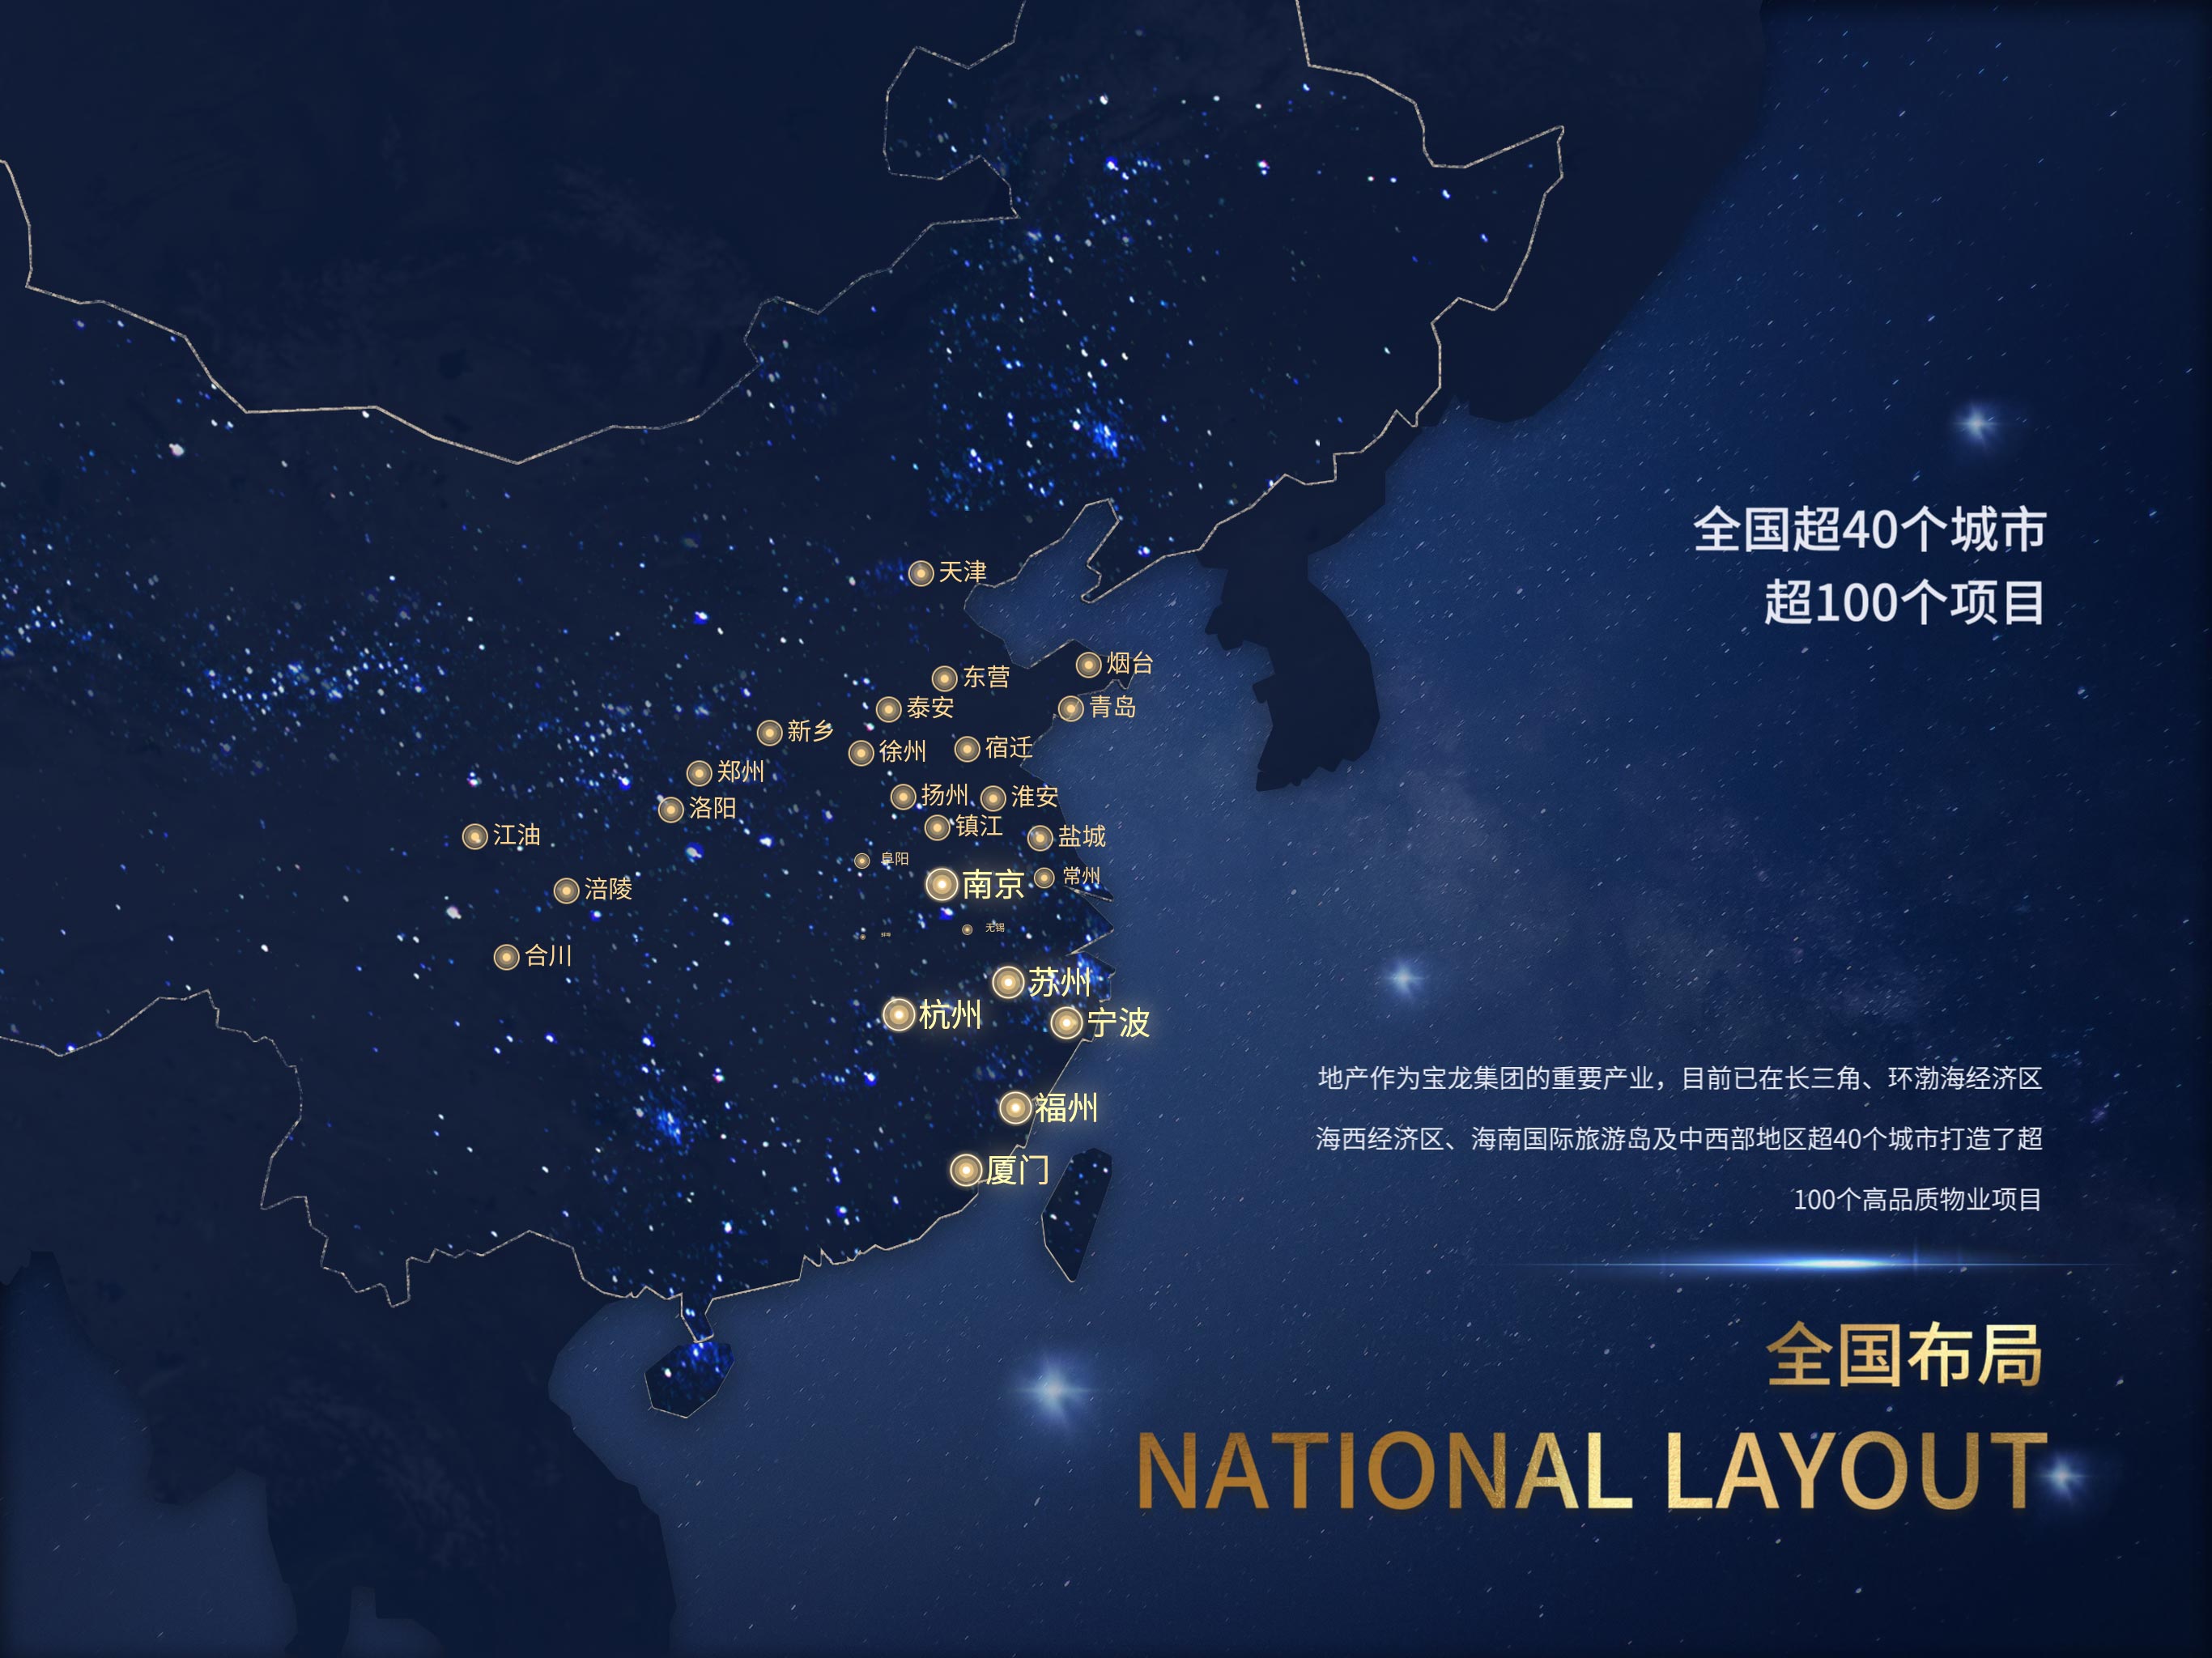 全国超40个城市
超100个项目
天津
烟台
东营
泰安
青岛
新乡
徐州
宿迁
郑州
扬州
淮安
洛阳
镇江
江油
盐城
阜阳
南京
常州
涪陵
无锡
合川
苏州
杭州
宁波
福州
厦门
地产作为宝龙集团的重要产业，目前已在长三角、环渤海经济区
海西经济区、海南国际旅游岛及中西部地区超40个城市打造了超
100个高品质物业项目
全国布局
NATIONAL LAYOUT